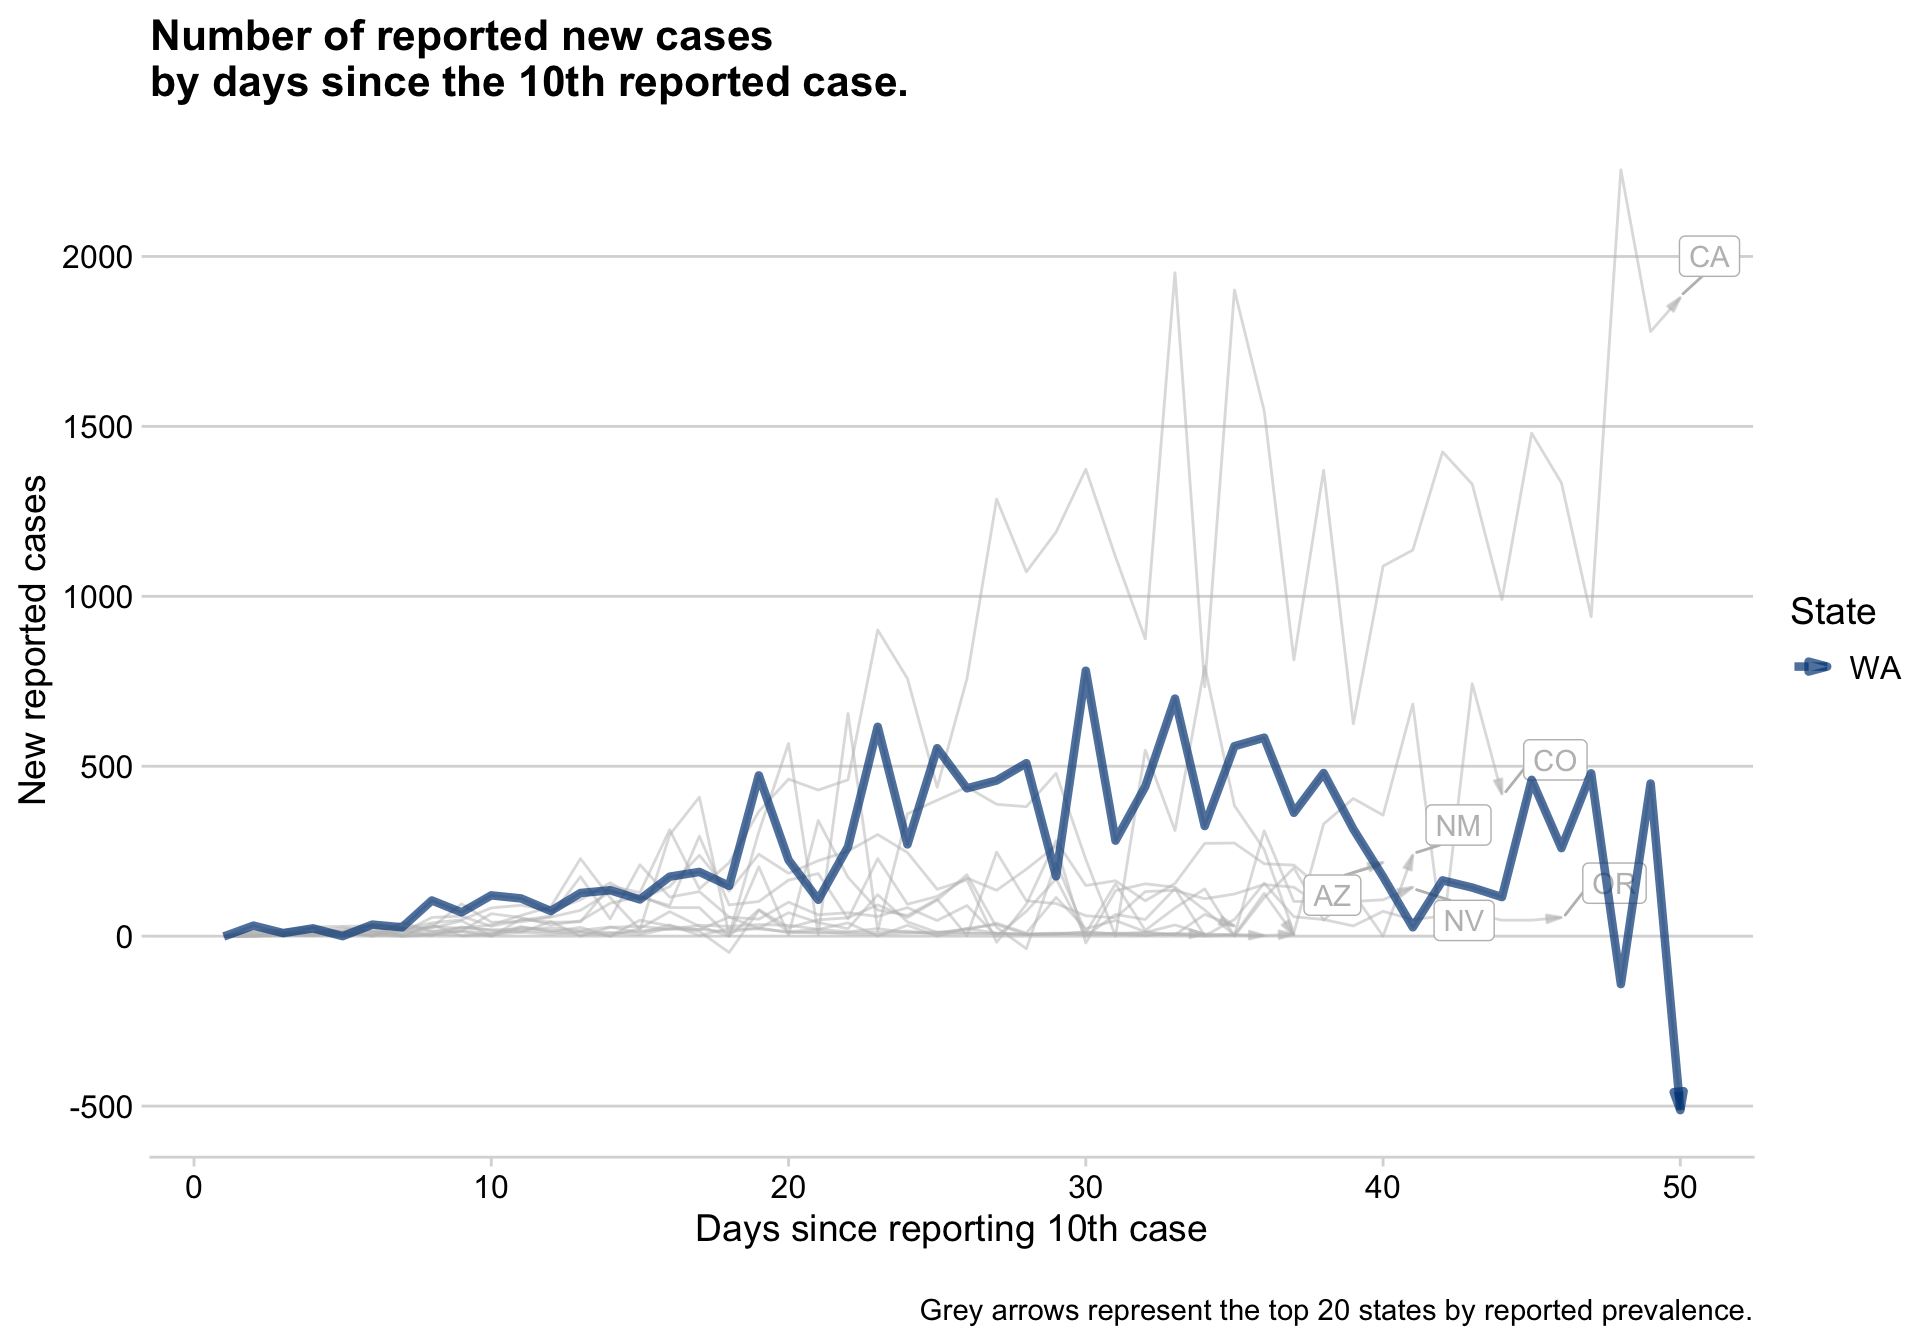 Number of reported new cases
by days since the 10th reported case.
New reported cases
2000
1500
1000
500
0
-500
CA
CO
NM
OR
AZ
NV
State
WA
0 10 20 30 40 50
Days since reporting 10th case
Grey arrows represent the top 20 states by reported prevalence.